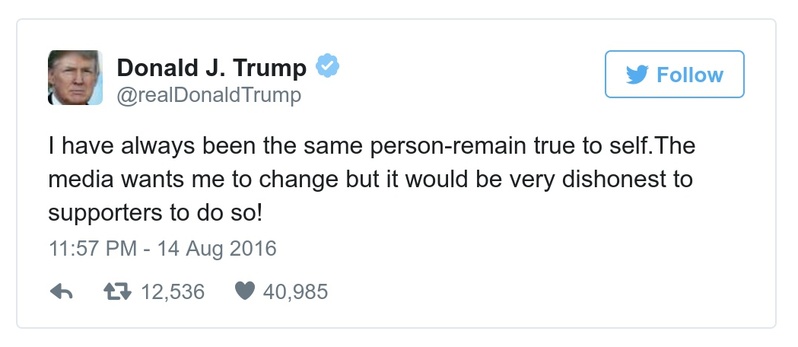 Donald J. Trump
@realDonaldTrump
Follow
I have always been the same person-remain true to self.The
media wants me to change but it would be very dishonest to
supporters to do so!
11:57 PM - 14 Aug 2016
12,536 40,985